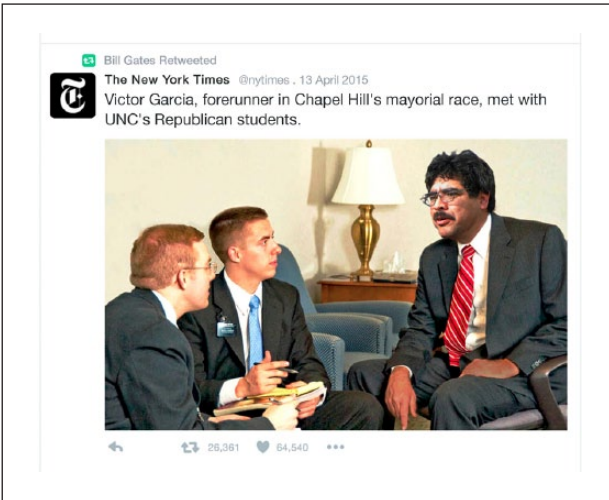 Bill Gates Retweeted
The New York Times @nytimes . 13 April 2015
Victor Garcia, forerunner in Chapel Hill's mayorial race, met with
UNC's Republican students.
26,361 64,540